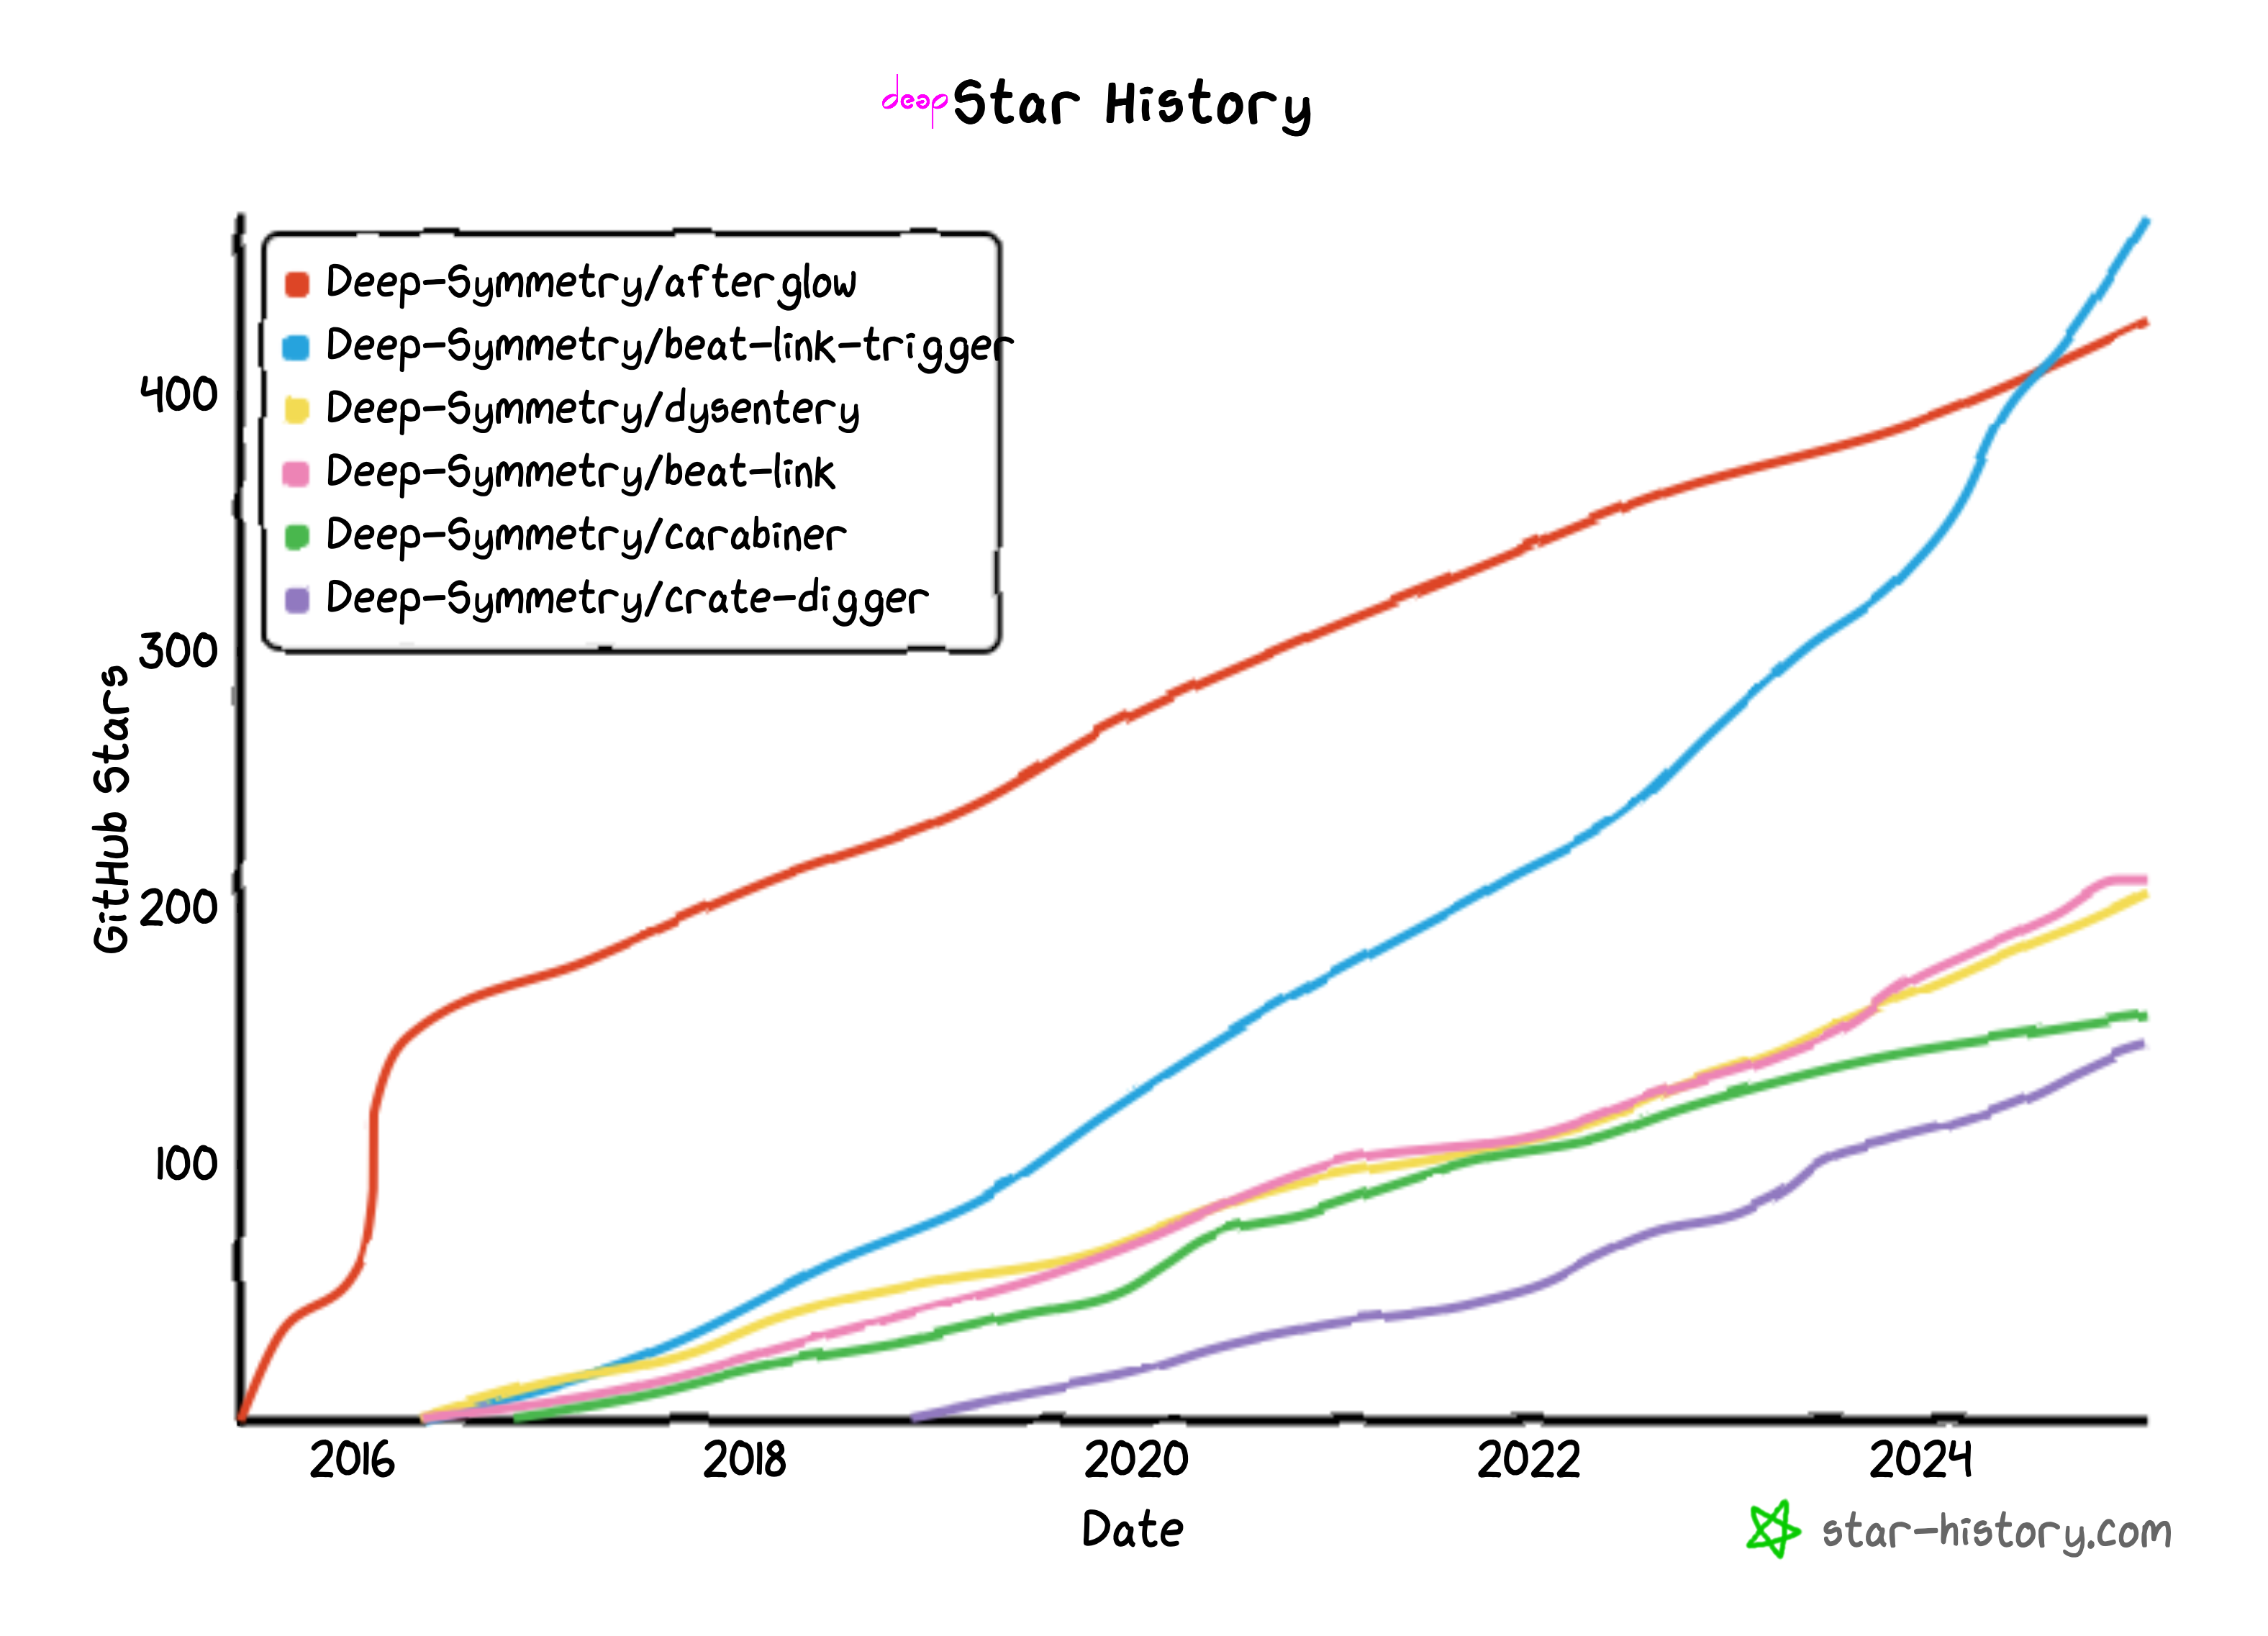 deep Star History
Deep-Symmetry/afterglow
Deep-Symmetry/beat-link-trigger
Deep-Symmetry/dysentery
Deep-Symmetry/beat-link
Deep-Symmetry/carabiner
Deep-Symmetry/crate-digger
400
300
200
100
GitHub Stars
2016 2018 2020 2022 2024
Date
star-history.com